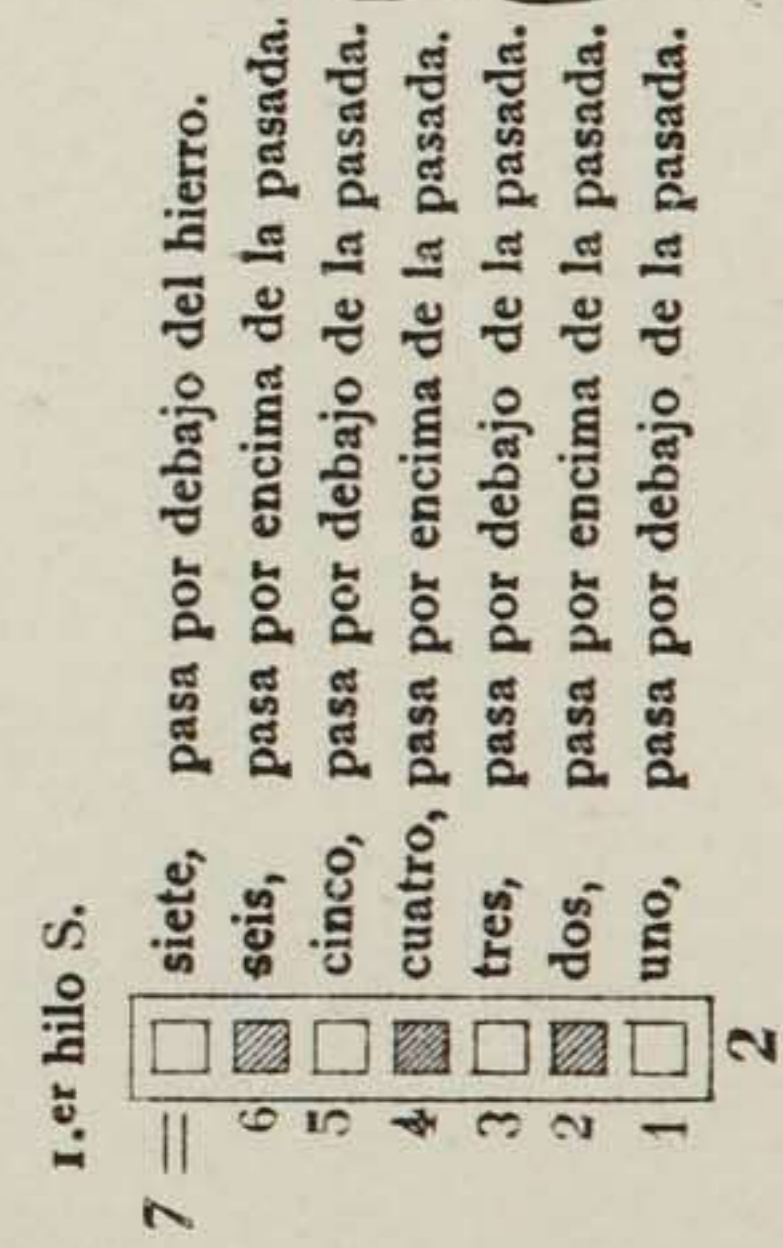 1.er hilo S.
7 = siete, pasa por debajo del hierro.
6 seis, pasa por encima de la pasada.
5 cinco, pasa por debajo de la pasada.
4 cuatro, pasa por encima de la pasada.
3 tres, pasa por debajo de la pasada.
2 dos, pasa por encima de la pasada.
1 uno, pasa por debajo de la pasada.
2